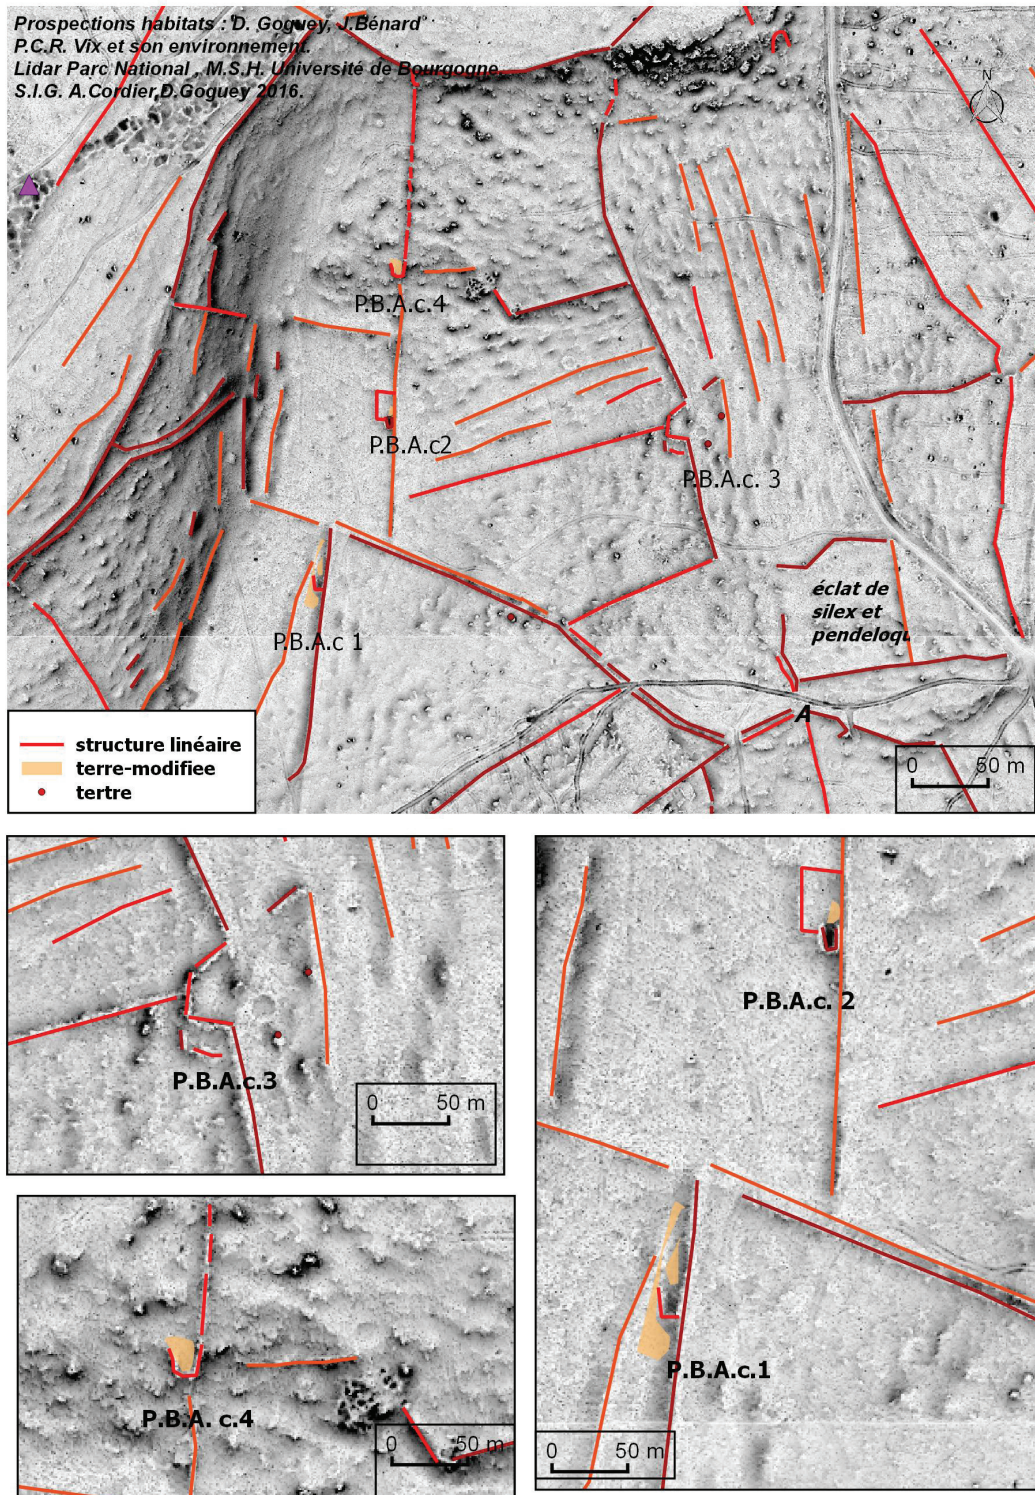 Prospections habitats : D. Goguey, J.Bénard
P.C.R. Vix et son environnement.
Lidar Parc National , M.S.H. Université de Bourgogne
S.I.G. A.Cordier,D.Goguey 2016.
N
P.B.A.c.4
P.B.A.c2
P.B.A.c. 3
éclat de
silex et
pendeloqu
P.B.A.c 1
A
structure linéaire
terre-modifiee
tertre
0 50 m
P.B.A.c.3
0 50 m
P.B.A.c. 2
P.B.A. c.4
0 50 m
P.B.A.c.1
0 50 m